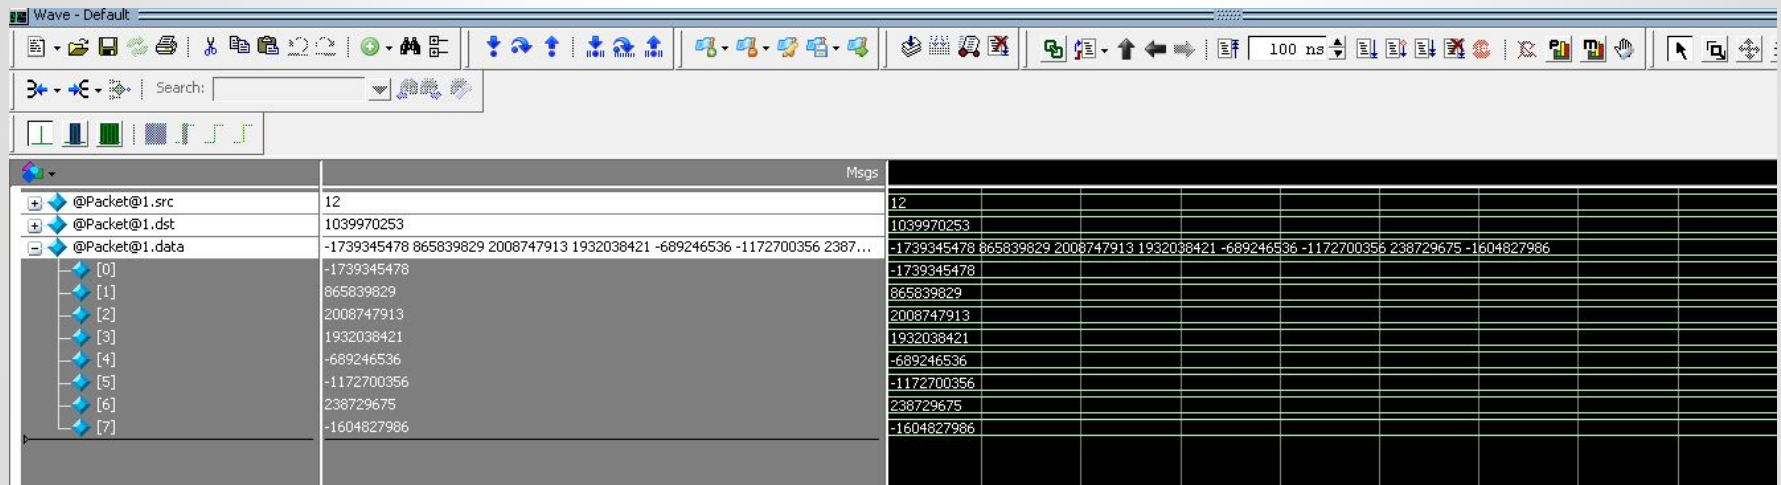 Wave - Default
100 ns
Search:
Msgs
@Packet@1.src 12 12
@Packet@1.dst 1039970253 1039970253
@Packet@1.data -1739345478 865839829 2008747913 1932038421 -689246536 -1172700356 2387... -1739345478 865839829 2008747913 1932038421 -689246536 -1172700356 238729675 -1604827986
[0] -1739345478 -1739345478
[1] 865839829 865839829
[2] 2008747913 2008747913
[3] 1932038421 1932038421
[4] -689246536 -689246536
[5] -1172700356 -1172700356
[6] 238729675 238729675
[7] -1604827986 -1604827986